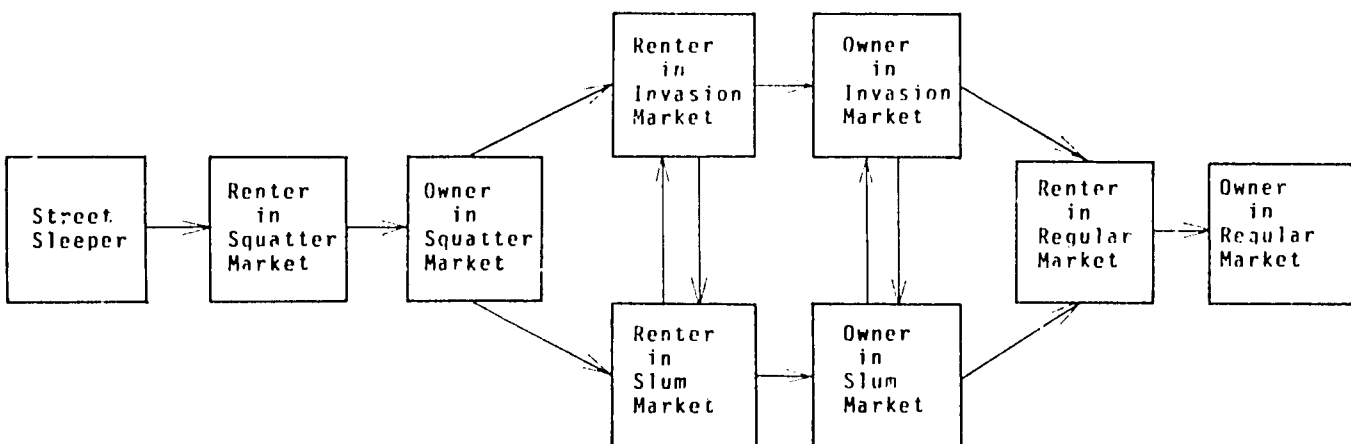 Street
Sleeper
Renter
in
Squatter
Market
Owner
in
Squatter
Market
Renter
in
Invasion
Market
Owner
in
Invasion
Market
Renter
in
Slum
Market
Owner
in
Slum
Market
Renter
in
Regular
Market
Owner
in
Regular
Market